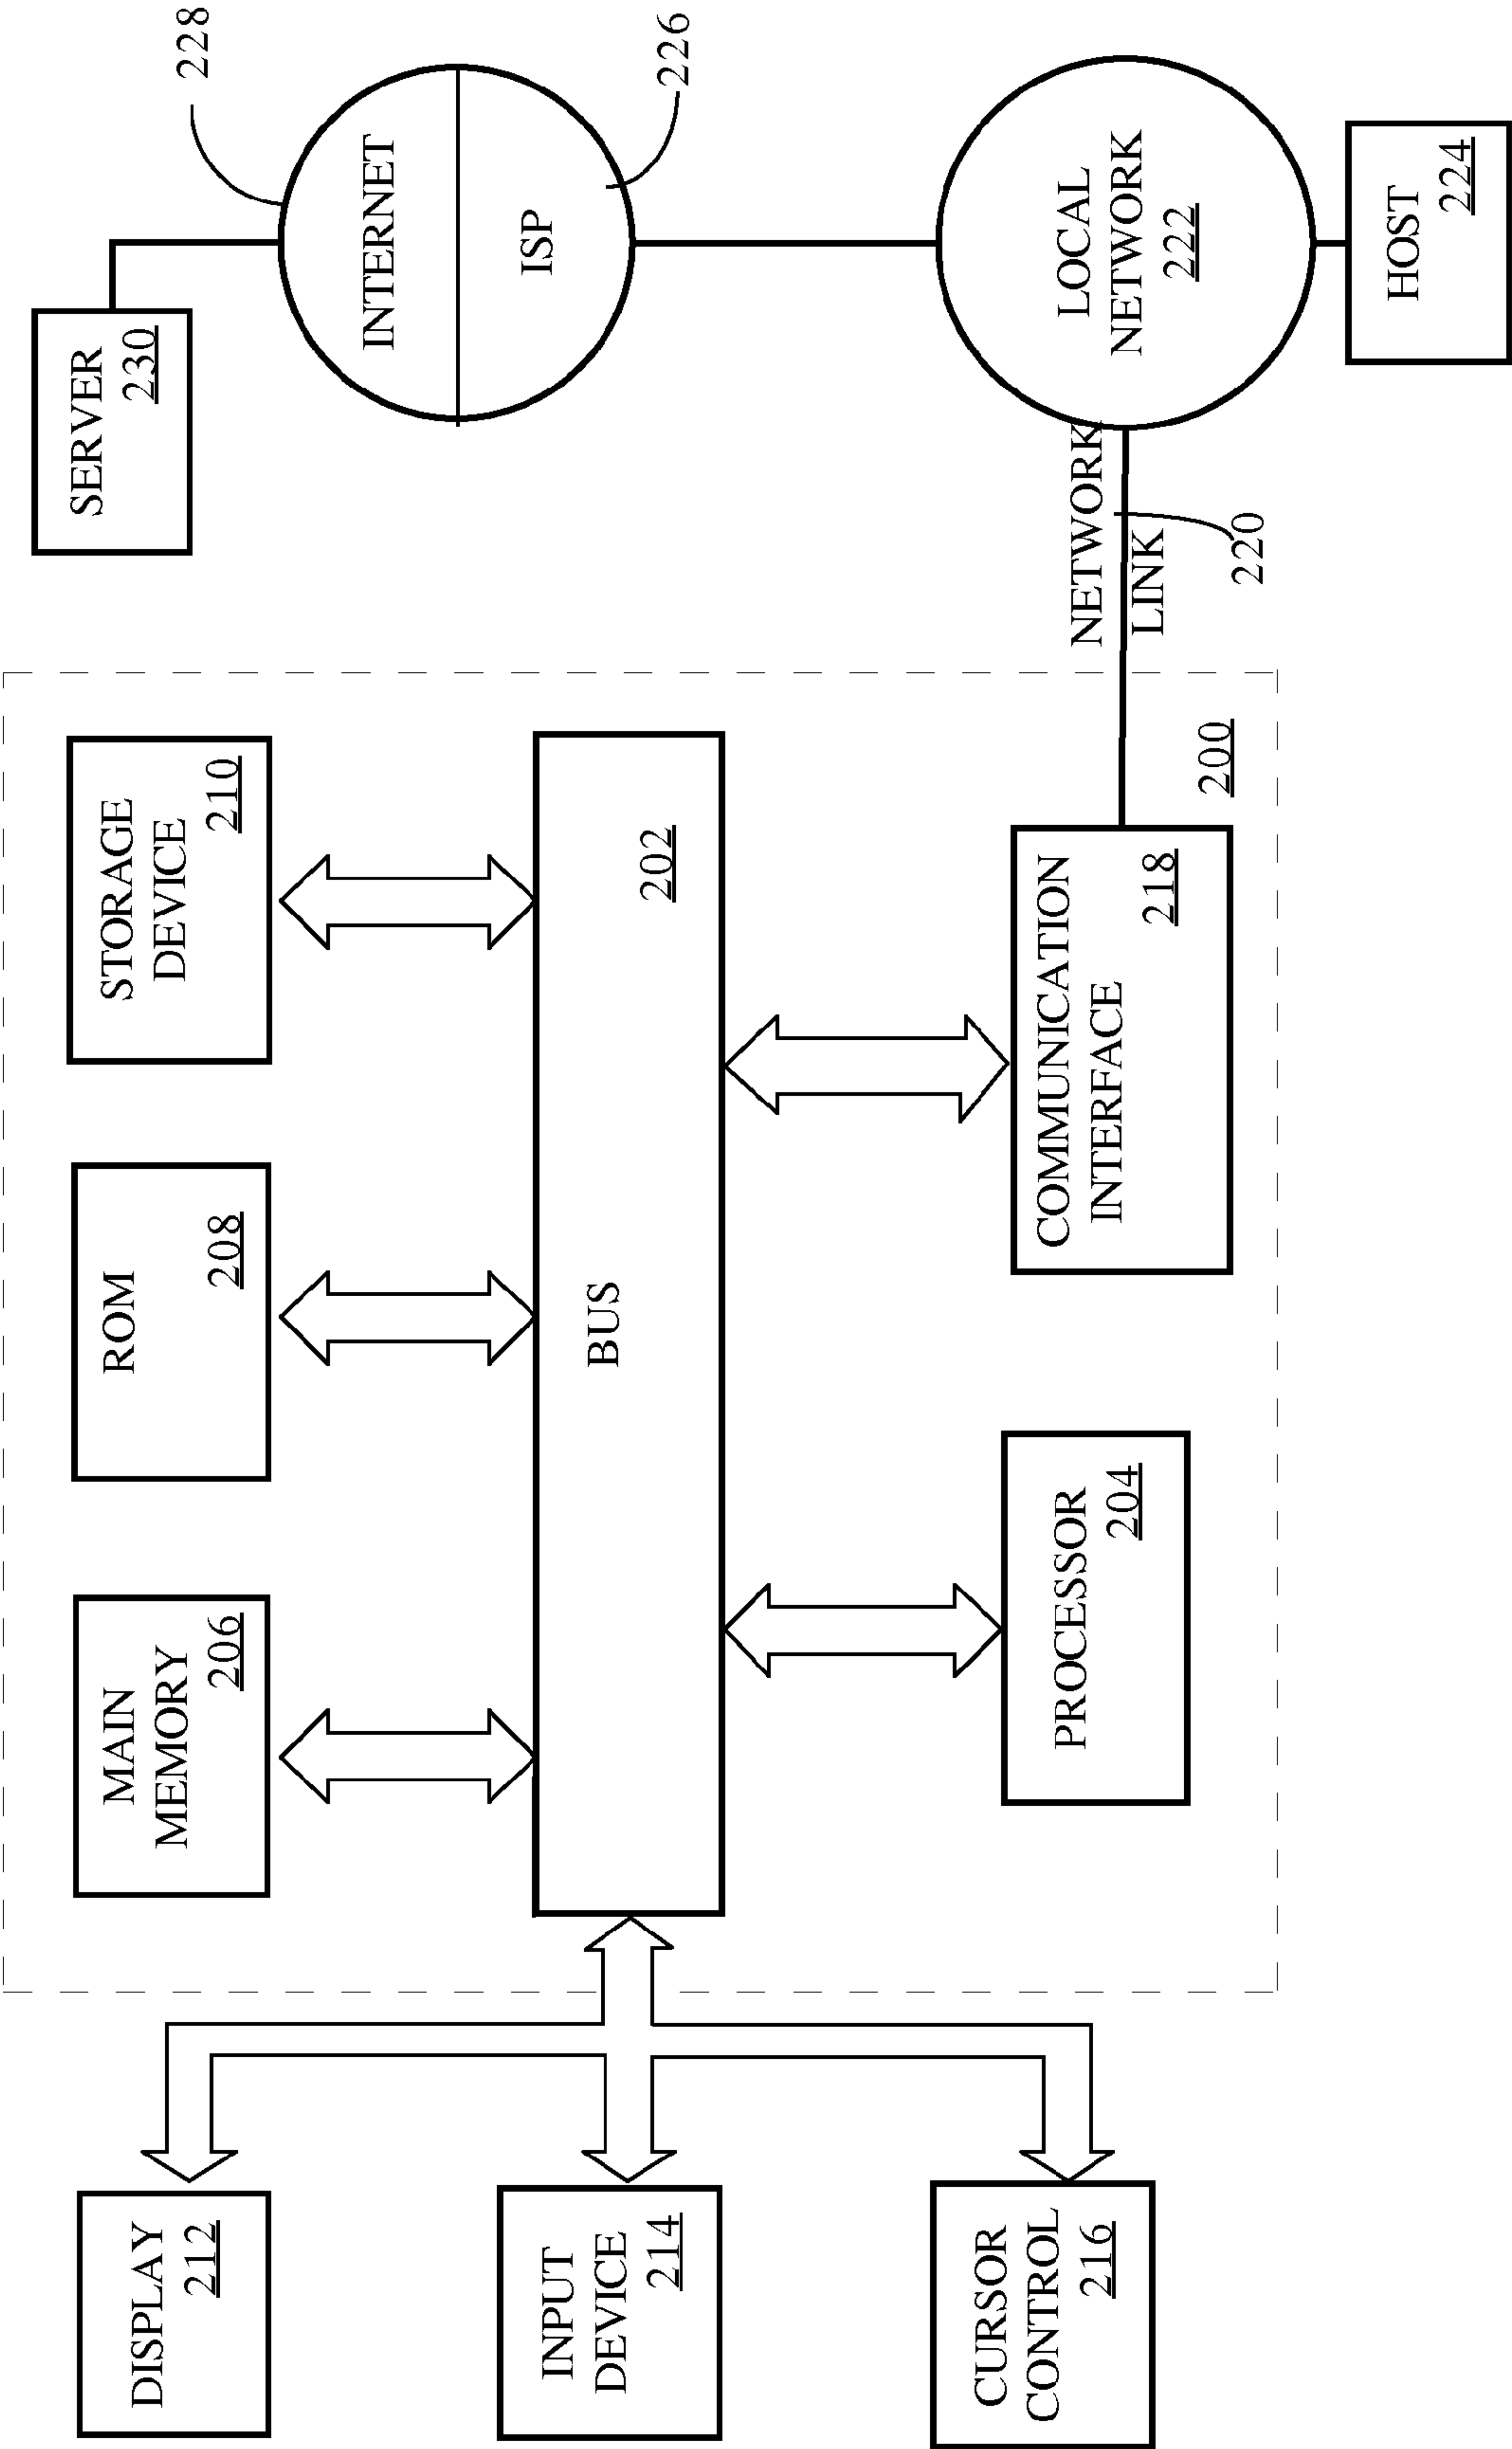 DISPLAY
212
INPUT
DEVICE
214
CURSOR
CONTROL
216
MAIN
MEMORY
206
ROM
208
STORAGE
DEVICE
210
BUS
202
PROCESSOR
204
COMMUNICATION
INTERFACE
218
200
SERVER
230
228
INTERNET
ISP
226
NETWORK
LINK
220
LOCAL
NETWORK
222
HOST
224